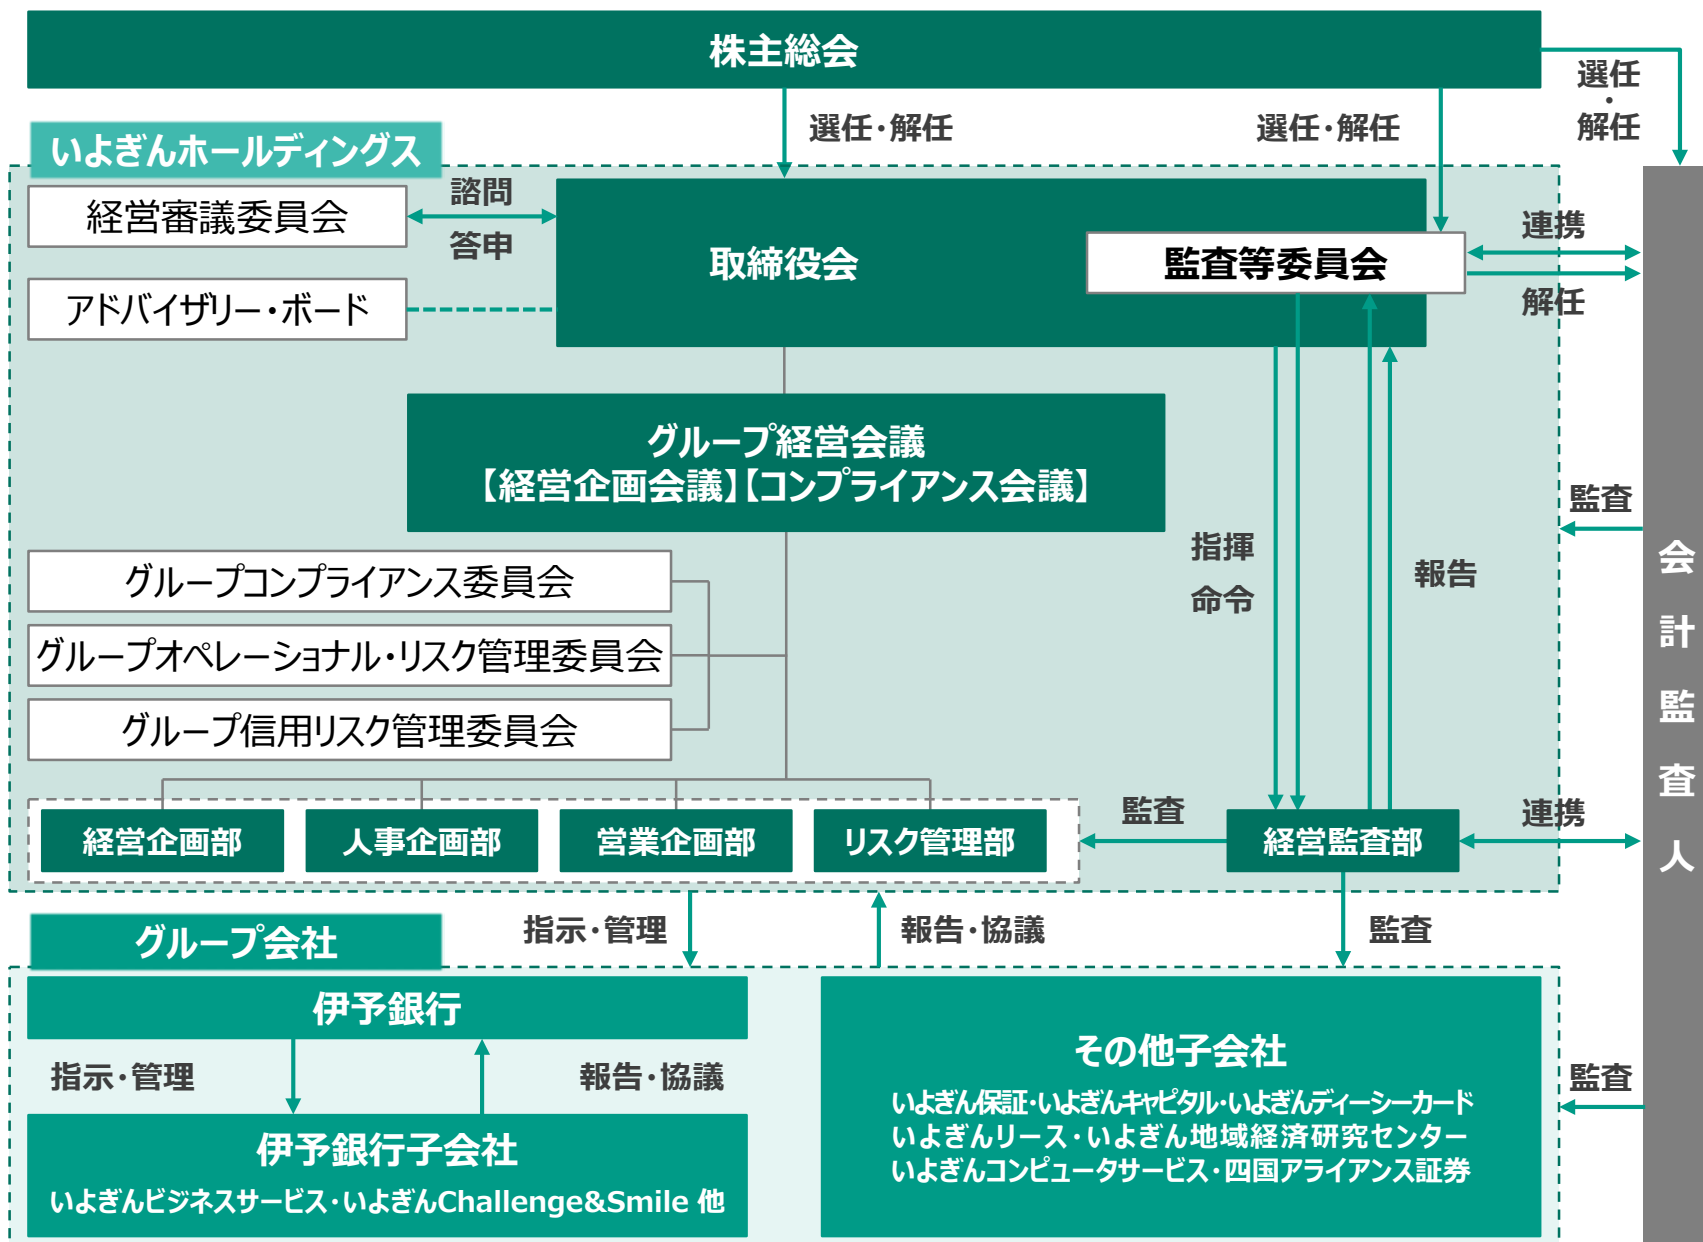 株主総会
選任・解任
選任・解任
選任
・
解任
いよぎんホールディングス
経営審議委員会
諮問
答申
取締役会
監査等委員会
連携
解任
アドバイザリー・ボード
グループ経営会議
【経営企画会議】【コンプライアンス会議】
指揮
命令
報告
監査
会計監査人
グループコンプライアンス委員会
グループオペレーショナル・リスク管理委員会
グループ信用リスク管理委員会
経営企画部
人事企画部
営業企画部
リスク管理部
監査
経営監査部
連携
指示・管理
報告・協議
監査
グループ会社
伊予銀行
指示・管理
報告・協議
伊予銀行子会社
いよぎんビジネスサービス・いよぎんChallenge&Smile 他
その他子会社
いよぎん保証・いよぎんキャピタル・いよぎんディーシーカード
いよぎんリース・いよぎん地域経済研究センター
いよぎんコンピュータサービス・四国アライアンス証券
監査